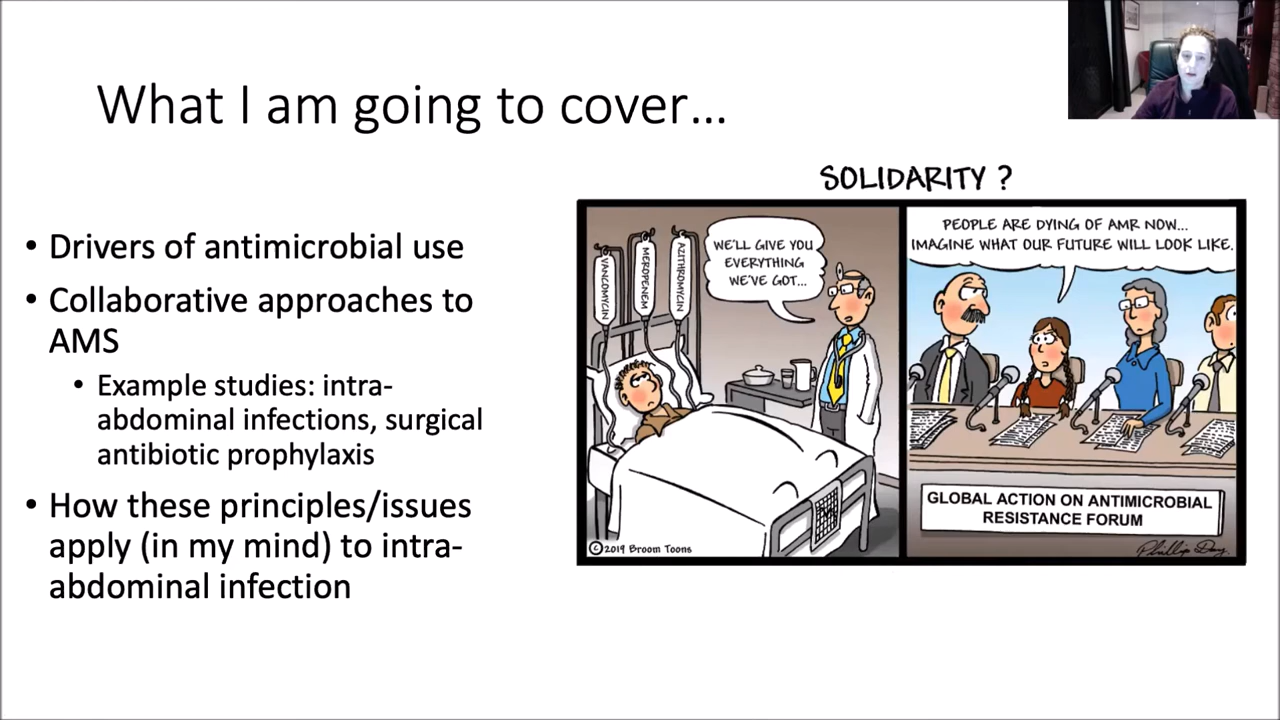 What I am going to cover...
• Drivers of antimicrobial use
• Collaborative approaches to
AMS
• Example studies: intra-
abdominal infections, surgical
antibiotic prophylaxis
• How these principles/issues
apply (in my mind) to intra-
abdominal infection
SOLIDARITY ?
VANCOMYCIN
MEROPENEM
AZITHROMYCIN
WE'LL GIVE YOU
EVERYTHING
WE'VE GOT...
© 2019 Broom Toons
PEOPLE ARE DYING OF AMR NOW...
IMAGINE WHAT OUR FUTURE WILL LOOK LIKE.
GLOBAL ACTION ON ANTIMICROBIAL
RESISTANCE FORUM
Phillip Day